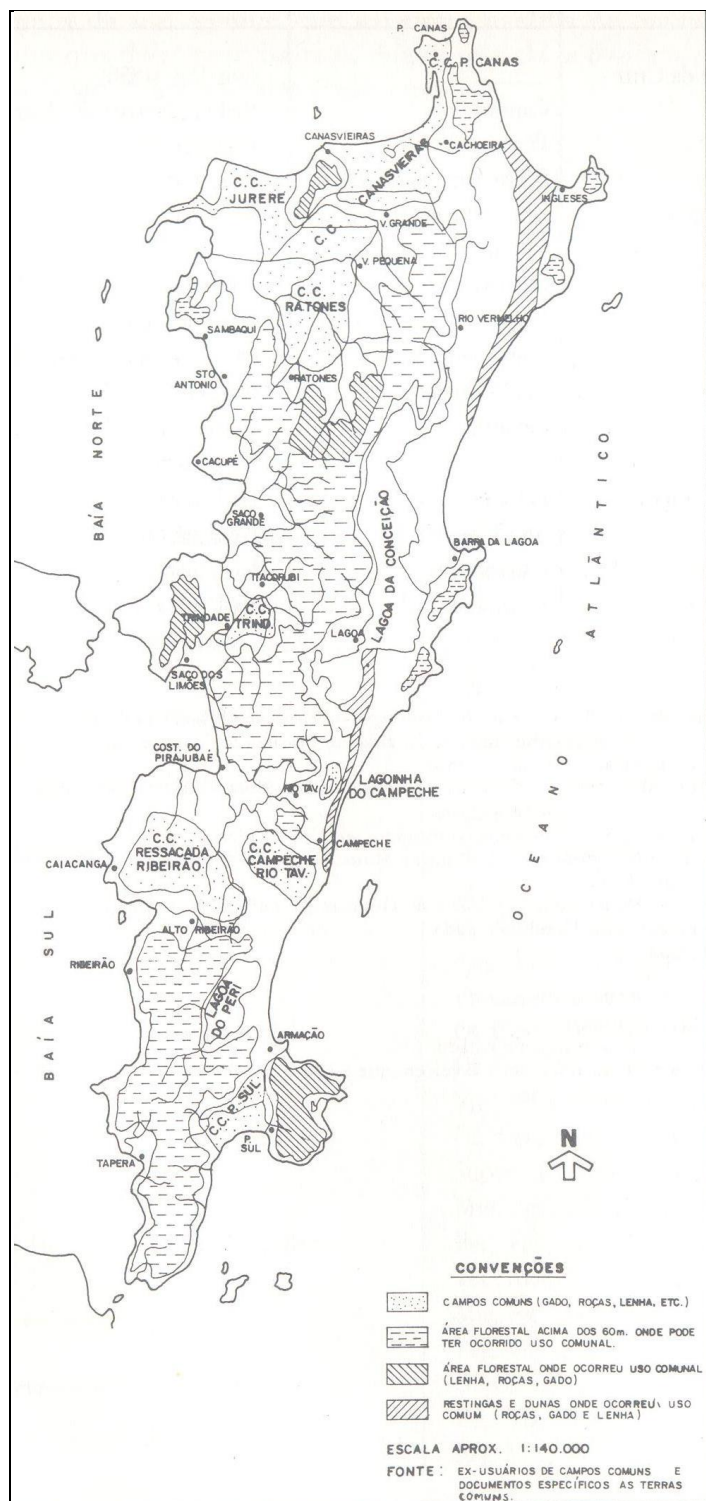 P. CANAS
C.C.P. CANAS
CANASVIEIRAS
CACHOEIRA
C. C.
JURERE
C. C. CANASVIEIRAS
INGLESES
V. GRANDE
V. PEQUENA
C. C.
RATONES
RIO VERMELHO
SAMBAQUI
STO
ANTONIO
RATONES
BAÍA NORTE
CACUPÉ
SACO
GRANDE
LAGOA DA CONCEIÇÃO
BARRA DA LAGOA
ITACORUBI
C.C.
TRIND.
TRINDADE
LAGOA
SACO DOS
LIMÕES
OCEANO ATLÂNTICO
COST. DO
PIRAJUBAÉ
RIO TAV.
LAGOINHA
DO CAMPECHE
C.C.
RESSACADA
RIBEIRÃO
C.C.
CAMPECHE
RIO TAV.
CAMPECHE
CAIACANGA
ALTO RIBEIRÃO
RIBEIRÃO
BAÍA SUL
LAGOA
DO PERI
ARMAÇÃO
C.C. P. SUL
P.
SUL
TAPERA
N
CONVENÇÕES
CAMPOS COMUNS (GADO, ROÇAS, LENHA, ETC.)
ÁREA FLORESTAL ACIMA DOS 60m. ONDE PODE
TER OCORRIDO USO COMUNAL.
ÁREA FLORESTAL ONDE OCORREU USO COMUNAL
(LENHA, ROÇAS, GADO)
RESTINGAS E DUNAS ONDE OCORREU USO
COMUM (ROÇAS, GADO E LENHA)
ESCALA APROX. 1:140.000
FONTE: EX-USUÁRIOS DE CAMPOS COMUNS E
DOCUMENTOS ESPECÍFICOS AS TERRAS
COMUNS.